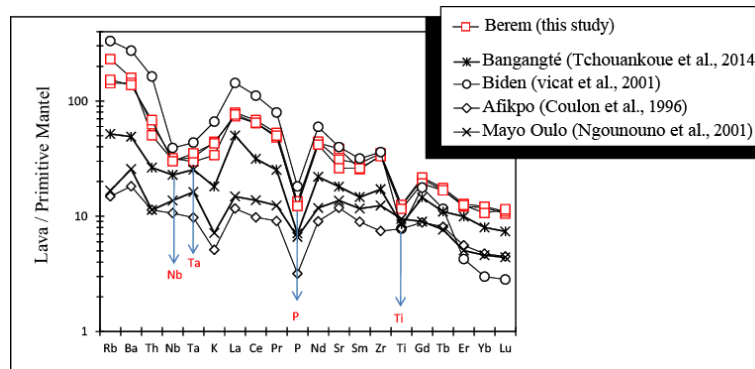 Berem (this study)
Bangangté (Tchouankoue et al., 2014
Biden (vicat et al., 2001)
Afikpo (Coulon et al., 1996)
Mayo Oulo (Ngounouno et al., 2001)
Lava / Primitive Mantel
100
10
1
Nb
Ta
P
Ti
Rb Ba Th Nb Ta K La Ce Pr P Nd Sr Sm Zr Ti Gd Tb Er Yb Lu